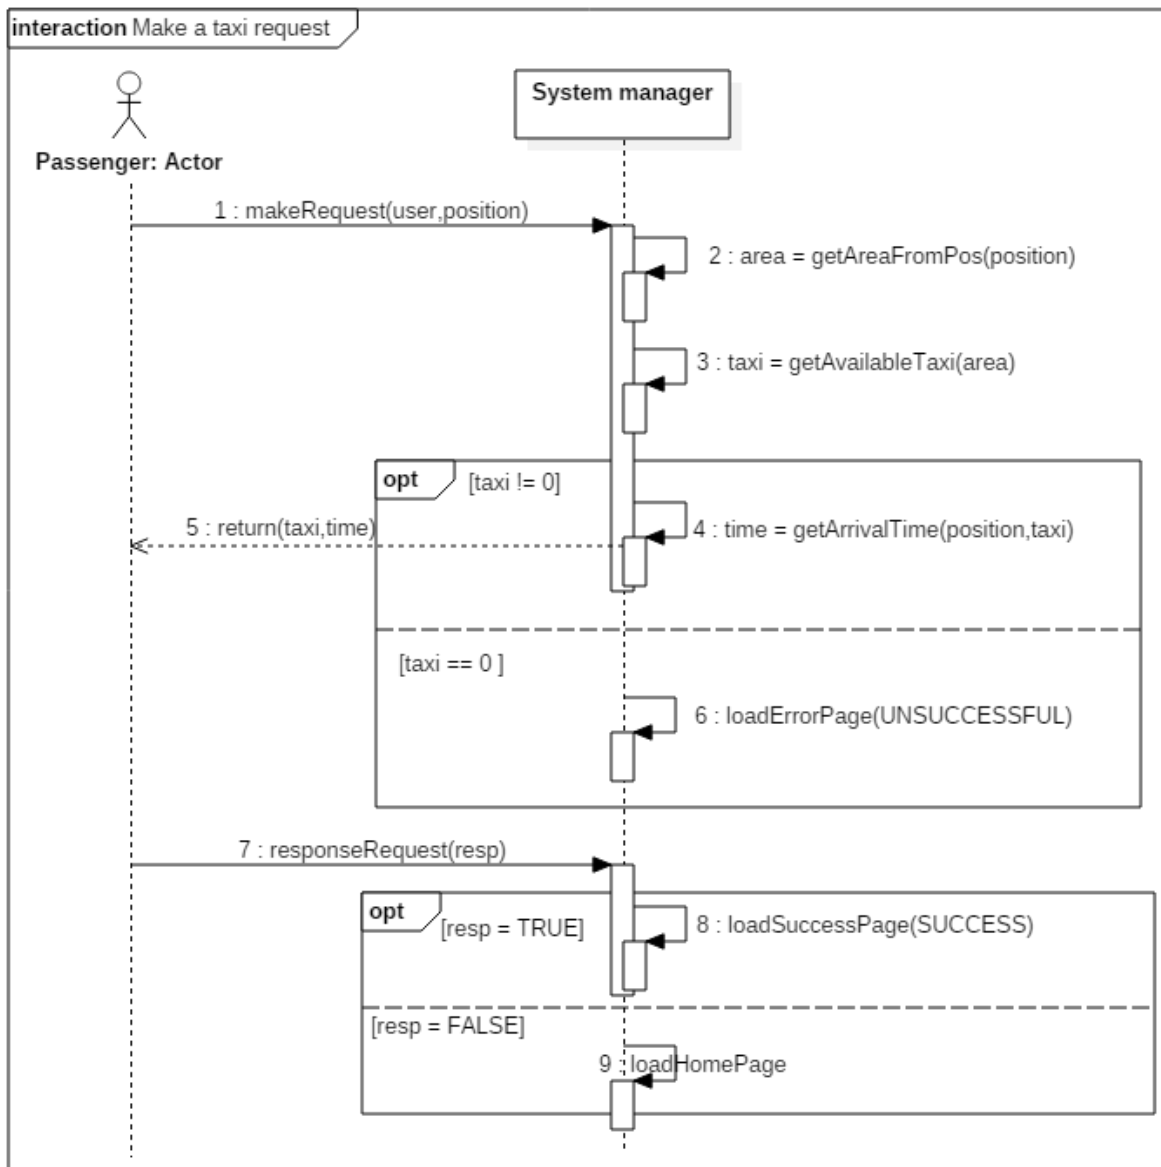 interaction Make a taxi request
System manager
Passenger: Actor
1 : makeRequest(user,position)
2 : area = getAreaFromPos(position)
3 : taxi = getAvailableTaxi(area)
opt
[taxi != 0]
5 : return(taxi,time)
4 : time = getArrivalTime(position,taxi)
[taxi == 0 ]
6 : loadErrorPage(UNSUCCESSFUL)
7 : responseRequest(resp)
opt
[resp = TRUE]
8 : loadSuccessPage(SUCCESS)
[resp = FALSE]
9 : loadHomePage